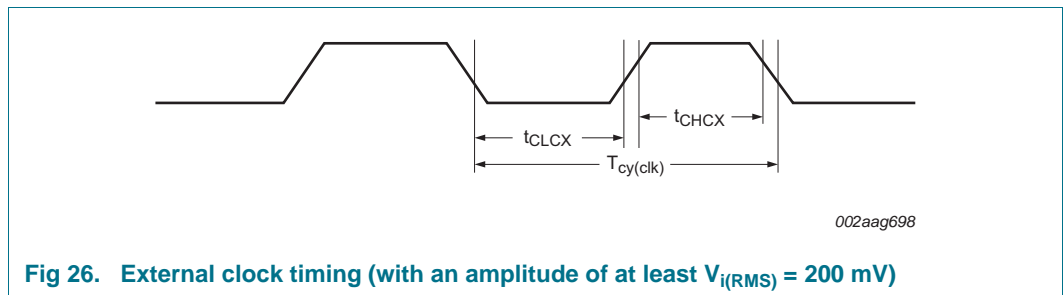 tCHCX
tCLCX
Tcy(clk)
002aag698
Fig 26. External clock timing (with an amplitude of at least Vi(RMS) = 200 mV)